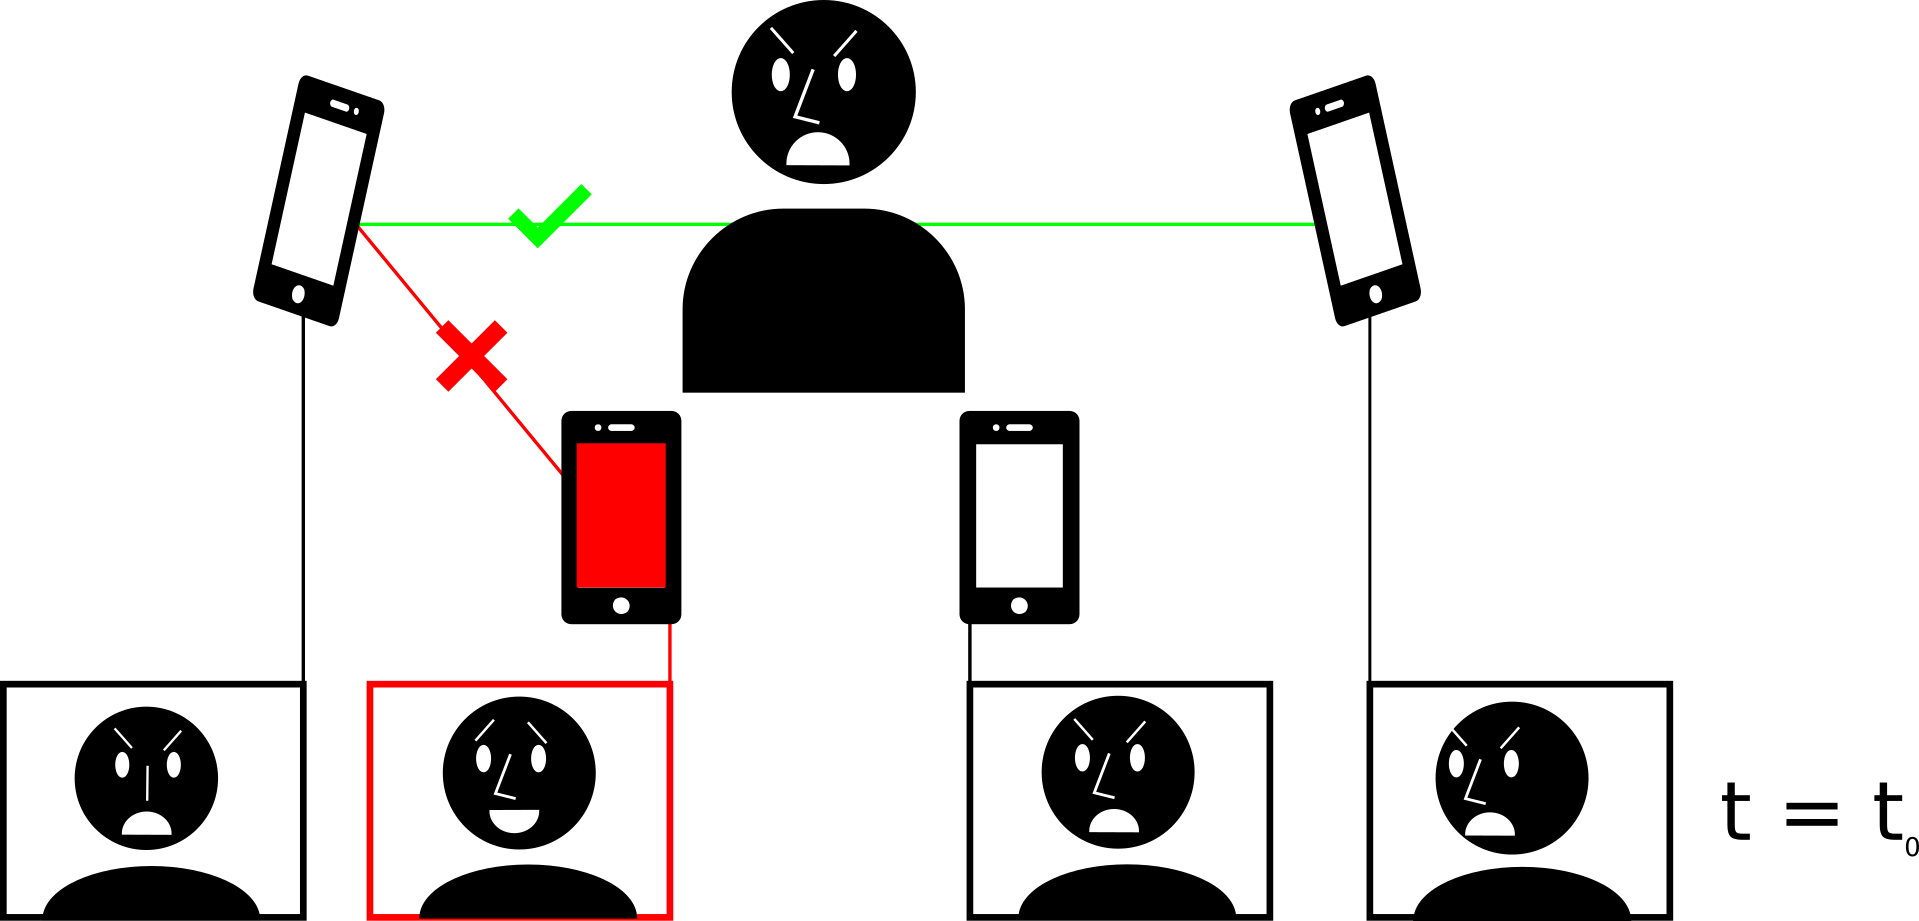 t = t₀